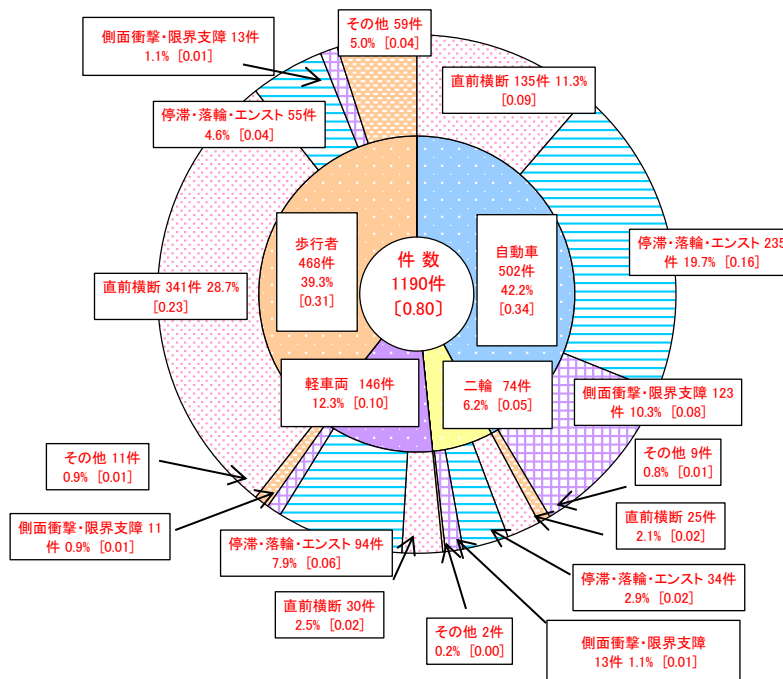 その他 59件
5.0% [0.04]
側面衝撃・限界支障 13件
1.1% [0.01]
直前横断 135件 11.3%
[0.09]
停滞・落輪・エンスト 55件
4.6% [0.04]
歩行者
468件
39.3%
[0.31]
件 数
1190件
[0.80]
自動車
502件
42.2%
[0.34]
停滞・落輪・エンスト 235
件 19.7% [0.16]
直前横断 341件 28.7%
[0.23]
軽車両 146件
12.3% [0.10]
二輪 74件
6.2% [0.05]
側面衝撃・限界支障 123
件 10.3% [0.08]
その他 9件
0.8% [0.01]
その他 11件
0.9% [0.01]
直前横断 25件
2.1% [0.02]
側面衝撃・限界支障 11
件 0.9% [0.01]
停滞・落輪・エンスト 94件
7.9% [0.06]
停滞・落輪・エンスト 34件
2.9% [0.02]
直前横断 30件
2.5% [0.02]
その他 2件
0.2% [0.00]
側面衝撃・限界支障
13件 1.1% [0.01]